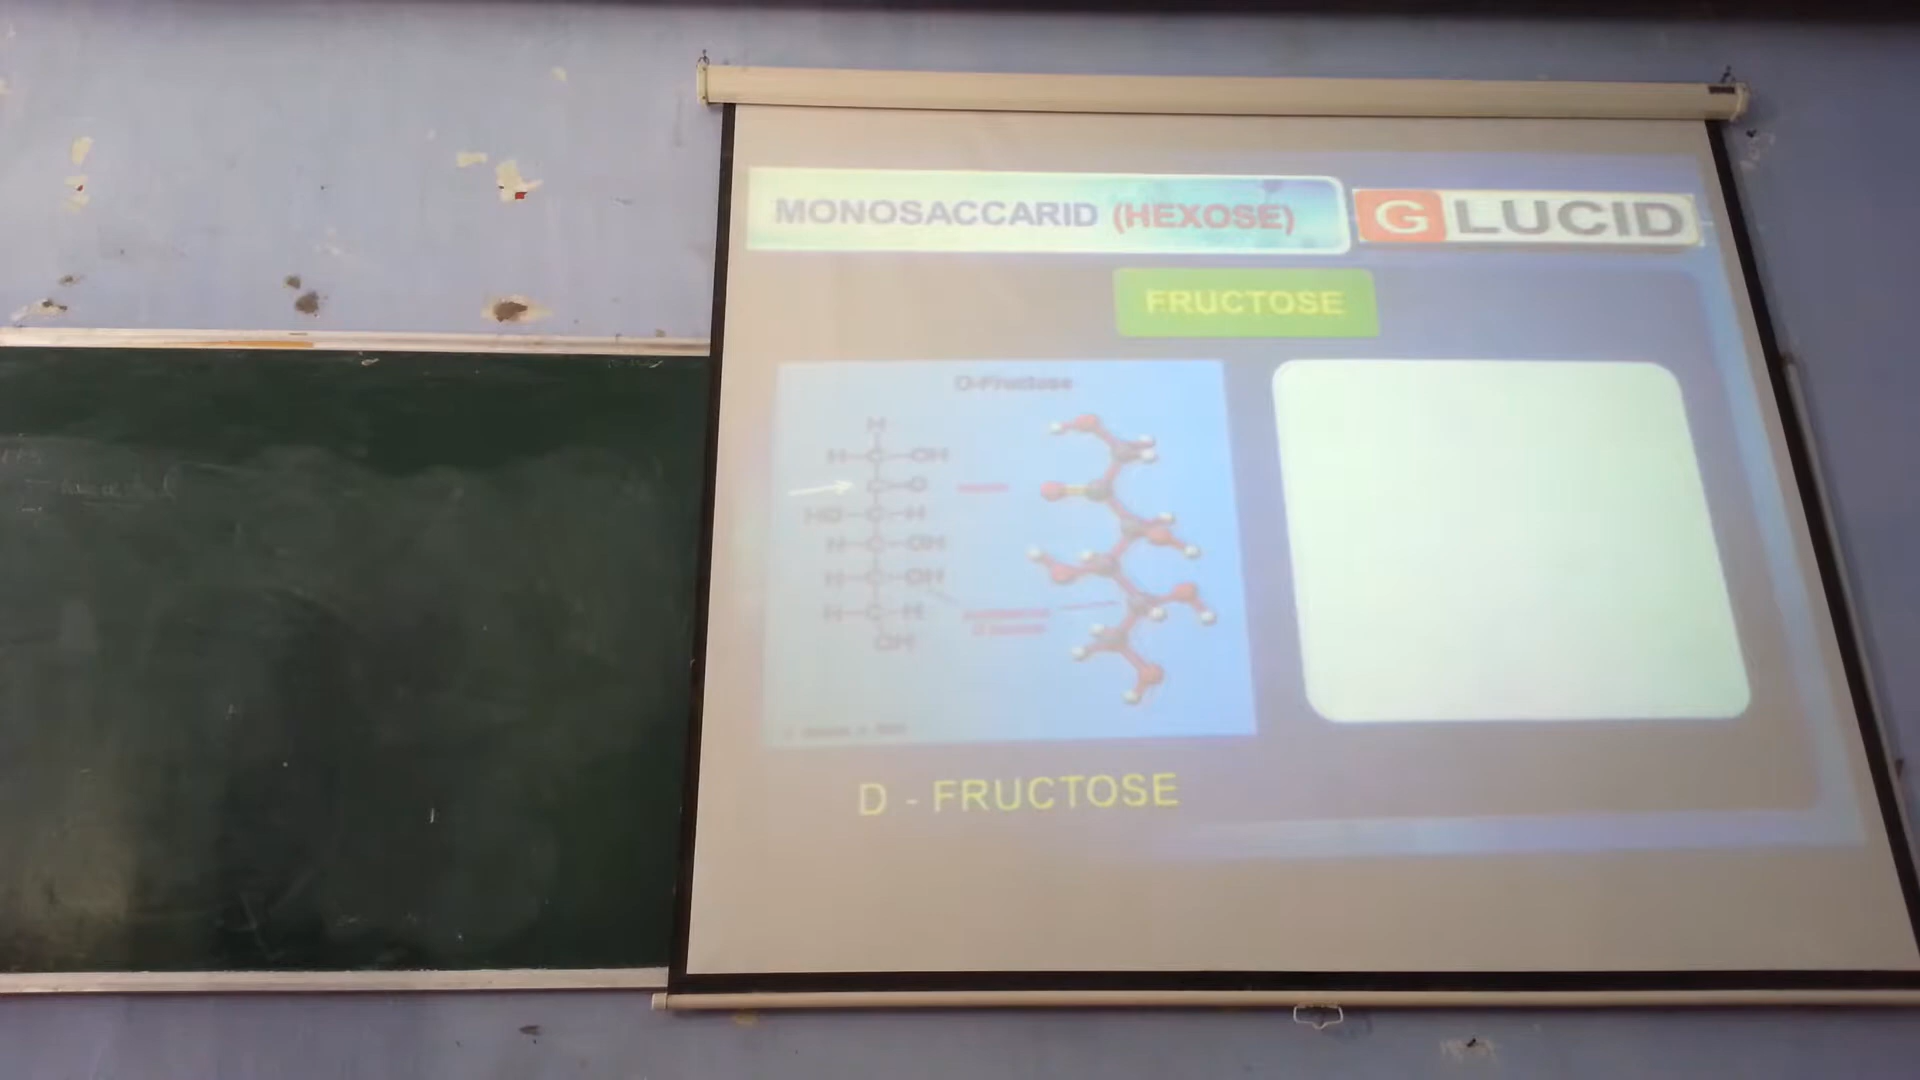 MONOSACCARID (HEXOSE)
GLUCID
FRUCTOSE
D-Fructose
H
H C OH
C O
HO C H
H C OH
H C OH
H C H
OH
D - FRUCTOSE